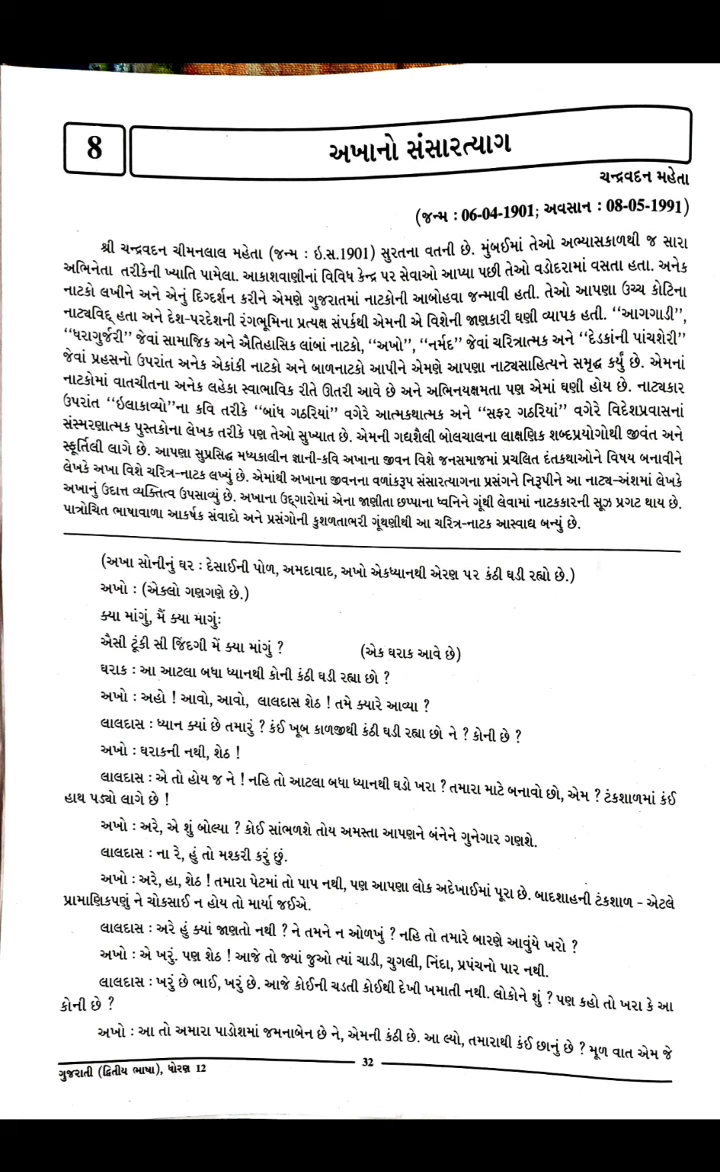 8
અખાનો સંસારત્યાગ
ચન્દ્રવદન મહેતા
(જન્મ : 06-04-1901; અવસાન : 08-05-1991)
શ્રી ચન્દ્રવદન ચીમનલાલ મહેતા (જન્મ : ઇ.સ.1901) સુરતના વતની છે. મુંબઈમાં તેઓ અભ્યાસકાળથી જ સારા
અભિનેતા તરીકેની ખ્યાતિ પામેલા. આકાશવાણીનાં વિવિધ કેન્દ્ર પર સેવાઓ આપ્યા પછી તેઓ વડોદરામાં વસતા હતા. અનેક
નાટકો લખીને અને એનું દિગ્દર્શન કરીને એમણે ગુજરાતમાં નાટકોની આબોહવા જન્માવી હતી. તેઓ આપણા ઉચ્ચ કોટિના
નાટ્યવિદ્ હતા અને દેશ-પરદેશની રંગભૂમિના પ્રત્યક્ષ સંપર્કથી એમની એ વિશેની જાણકારી ઘણી વ્યાપક હતી. ‘‘આગગાડી’’,
‘‘ધરાગુર્જરી’’ જેવાં સામાજિક અને ઐતિહાસિક લાંબાં નાટકો, ‘‘અખો’’, ‘‘નર્મદ’’ જેવાં ચરિત્રાત્મક અને ‘‘દેડકાંની પાંચશેરી’’
જેવાં પ્રહસનો ઉપરાંત અનેક એકાંકી નાટકો અને બાળનાટકો આપીને એમણે આપણા નાટ્યસાહિત્યને સમૃદ્ધ કર્યું છે. એમનાં
નાટકોમાં વાતચીતના અનેક લહેકા સ્વાભાવિક રીતે ઊતરી આવે છે અને અભિનયક્ષમતા પણ એમાં ઘણી હોય છે. નાટ્યકાર
ઉપરાંત ‘‘ઇલાકાવ્યો’’ના કવિ તરીકે ‘‘બાંધ ગઠરિયાં’’ વગેરે આત્મકથાત્મક અને ‘‘સફર ગઠરિયાં’’ વગેરે વિદેશપ્રવાસનાં
સંસ્મરણાત્મક પુસ્તકોના લેખક તરીકે પણ તેઓ સુખ્યાત છે. એમની ગદ્યશૈલી બોલચાલના લાક્ષણિક શબ્દપ્રયોગોથી જીવંત અને
સ્ફૂર્તિલી લાગે છે. આપણા સુપ્રસિદ્ધ મધ્યકાલીન જ્ઞાની-કવિ અખાના જીવન વિશે જનસમાજમાં પ્રચલિત દંતકથાઓને વિષય બનાવીને
લેખકે અખા વિશે ચરિત્ર-નાટક લખ્યું છે. એમાંથી અખાના જીવનના વળાંકરૂપ સંસારત્યાગના પ્રસંગને નિરૂપીને આ નાટ્ય-અંશમાં લેખકે
અખાનું ઉદાત્ત વ્યક્તિત્વ ઉપસાવ્યું છે. અખાના ઉદ્ગારોમાં એના જાણીતા છપ્પાના ધ્વનિને ગૂંથી લેવામાં નાટકકારની સૂઝ પ્રગટ થાય છે.
પાત્રોચિત ભાષાવાળા આકર્ષક સંવાદો અને પ્રસંગોની કુશળતાભરી ગૂંથણીથી આ ચરિત્ર-નાટક આસ્વાદ્ય બન્યું છે.
(અખા સોનીનું ઘર : દેસાઈની પોળ, અમદાવાદ, અખો એકધ્યાનથી એરણ પર કંઠી ઘડી રહ્યો છે.)
અખો : (એકલો ગણગણે છે.)
ક્યા માંગું, મૈં ક્યા માગુંઃ
ઐસી ટૂંકી સી જિંદગી મેં ક્યા માંગું ? (એક ઘરાક આવે છે)
ઘરાક : આ આટલા બધા ધ્યાનથી કોની કંઠી ઘડી રહ્યા છો ?
અખો : અહો ! આવો, આવો, લાલદાસ શેઠ ! તમે ક્યારે આવ્યા ?
લાલદાસ : ધ્યાન ક્યાં છે તમારું ? કંઈ ખૂબ કાળજીથી કંઠી ઘડી રહ્યા છો ને ? કોની છે ?
અખો : ઘરાકની નથી, શેઠ !
લાલદાસ : એ તો હોય જ ને ! નહિ તો આટલા બધા ધ્યાનથી ઘડો ખરા ? તમારા માટે બનાવો છો, એમ ? ટંકશાળમાં કંઈ
હાથ પડ્યો લાગે છે !
અખો : અરે, એ શું બોલ્યા ? કોઈ સાંભળશે તોય અમસ્તા આપણને બંનેને ગુનેગાર ગણશે.
લાલદાસ : ના રે, હું તો મશ્કરી કરું છું.
અખો : અરે, હા, શેઠ ! તમારા પેટમાં તો પાપ નથી, પણ આપણા લોક અદેખાઈમાં પૂરા છે. બાદશાહની ટંકશાળ - એટલે
પ્રામાણિકપણું ને ચોકસાઈ ન હોય તો માર્યા જઈએ.
લાલદાસ : અરે હું ક્યાં જાણતો નથી ? ને તમને ન ઓળખું ? નહિ તો તમારે બારણે આવુંયે ખરો ?
અખો : એ ખરું. પણ શેઠ ! આજે તો જ્યાં જુઓ ત્યાં ચાડી, ચુગલી, નિંદા, પ્રપંચનો પાર નથી.
લાલદાસ : ખરું છે ભાઈ, ખરું છે. આજે કોઈની ચડતી કોઈથી દેખી ખમાતી નથી. લોકોને શું ? પણ કહો તો ખરા કે આ
કોની છે ?
અખો : આ તો અમારા પાડોશમાં જમનાબેન છે ને, એમની કંઠી છે. આ લ્યો, તમારાથી કંઈ છાનું છે ? મૂળ વાત એમ જે
32
ગુજરાતી (દ્વિતીય ભાષા), ધોરણ 12